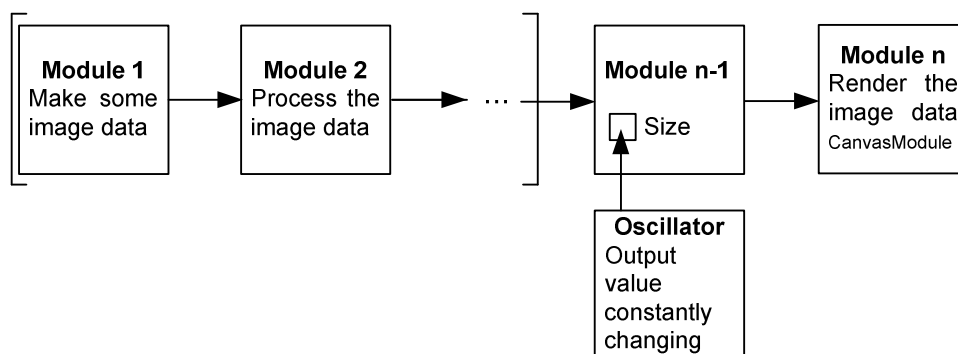 Module 1
Make some
image data
Module 2
Process the
image data
...
Module n-1
Size
Module n
Render the
image data
CanvasModule
Oscillator
Output
value
constantly
changing